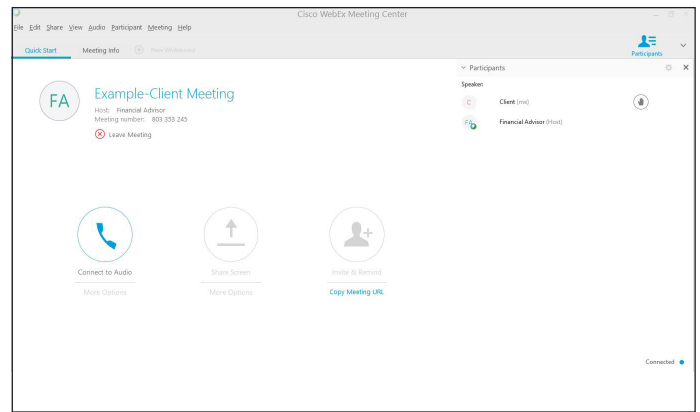 Cisco WebEx Meeting Center
File Edit Share View Audio Participant Meeting Help
Quick Start Meeting Info New Whiteboard
Participants
Participants
Speaker:
C Client (me)
FA Financial Advisor (Host)
FA
Example-Client Meeting
Host: Financial Advisor
Meeting number: 803 353 245
Leave Meeting
Connect to Audio Share Screen Invite & Remind
More Options More Options Copy Meeting URL
Connected